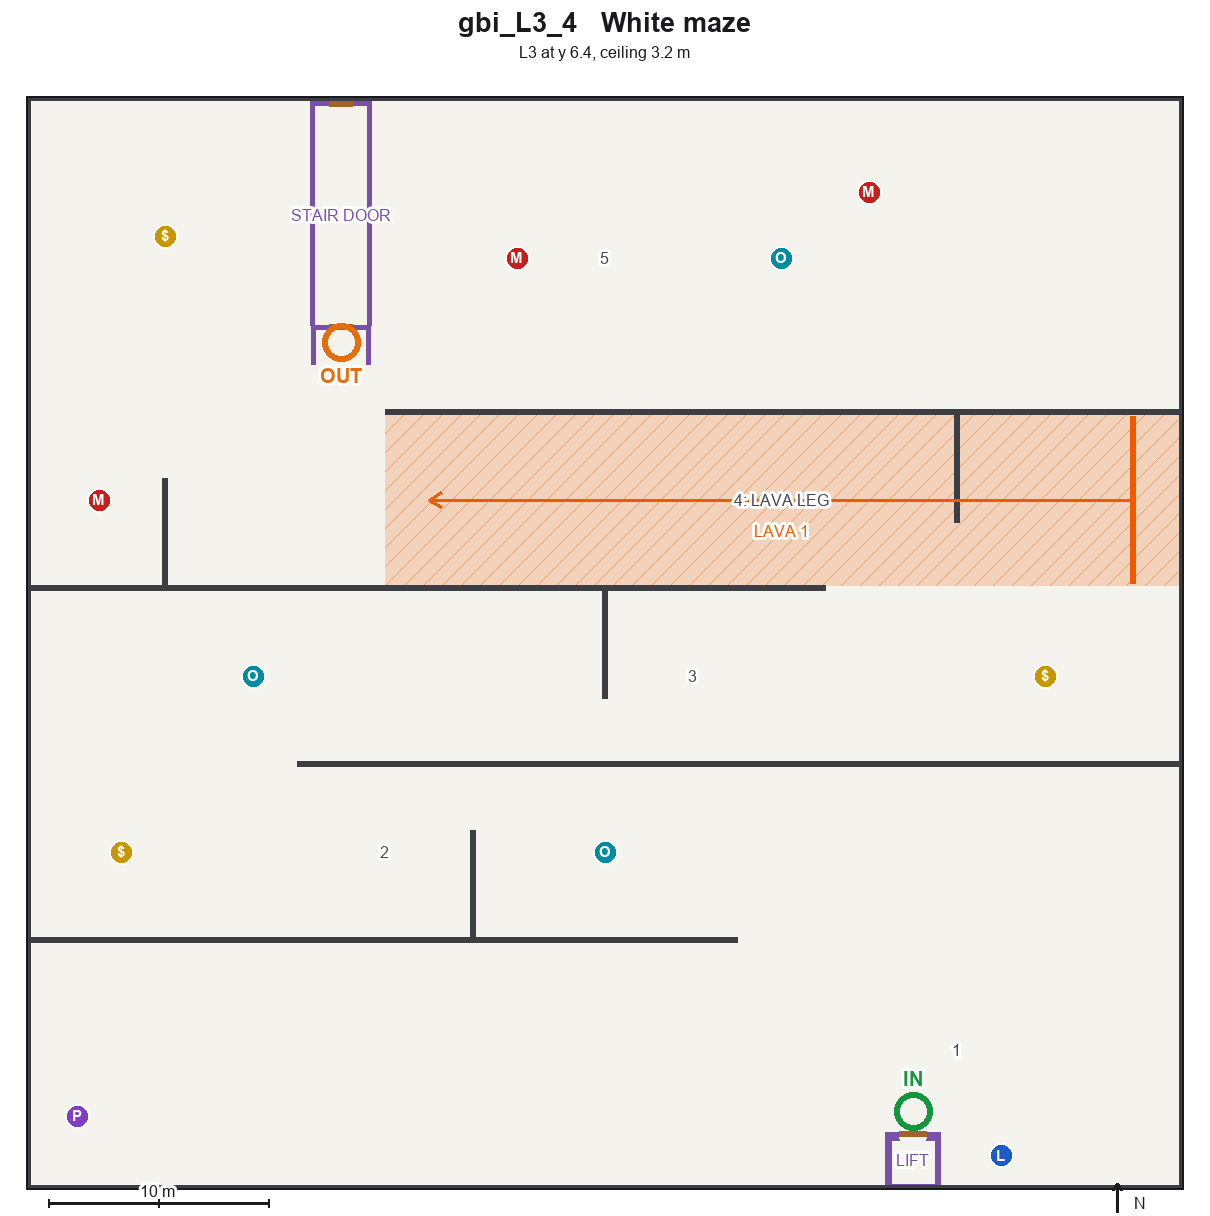 gbi_L3_4 White maze
L3 at y 6.4, ceiling 3.2 m
M
STAIR DOOR
$
M
5
O
OUT
M
4: LAVA LEG
LAVA 1
O
3
$
$
2
O
1
IN
P
LIFT
L
10 m
N